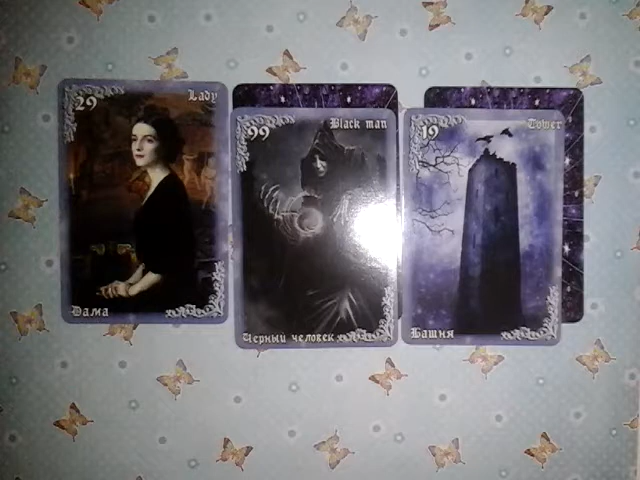 29
Lady
Дама
99
Black man
Черный человек
19
Tower
Башня